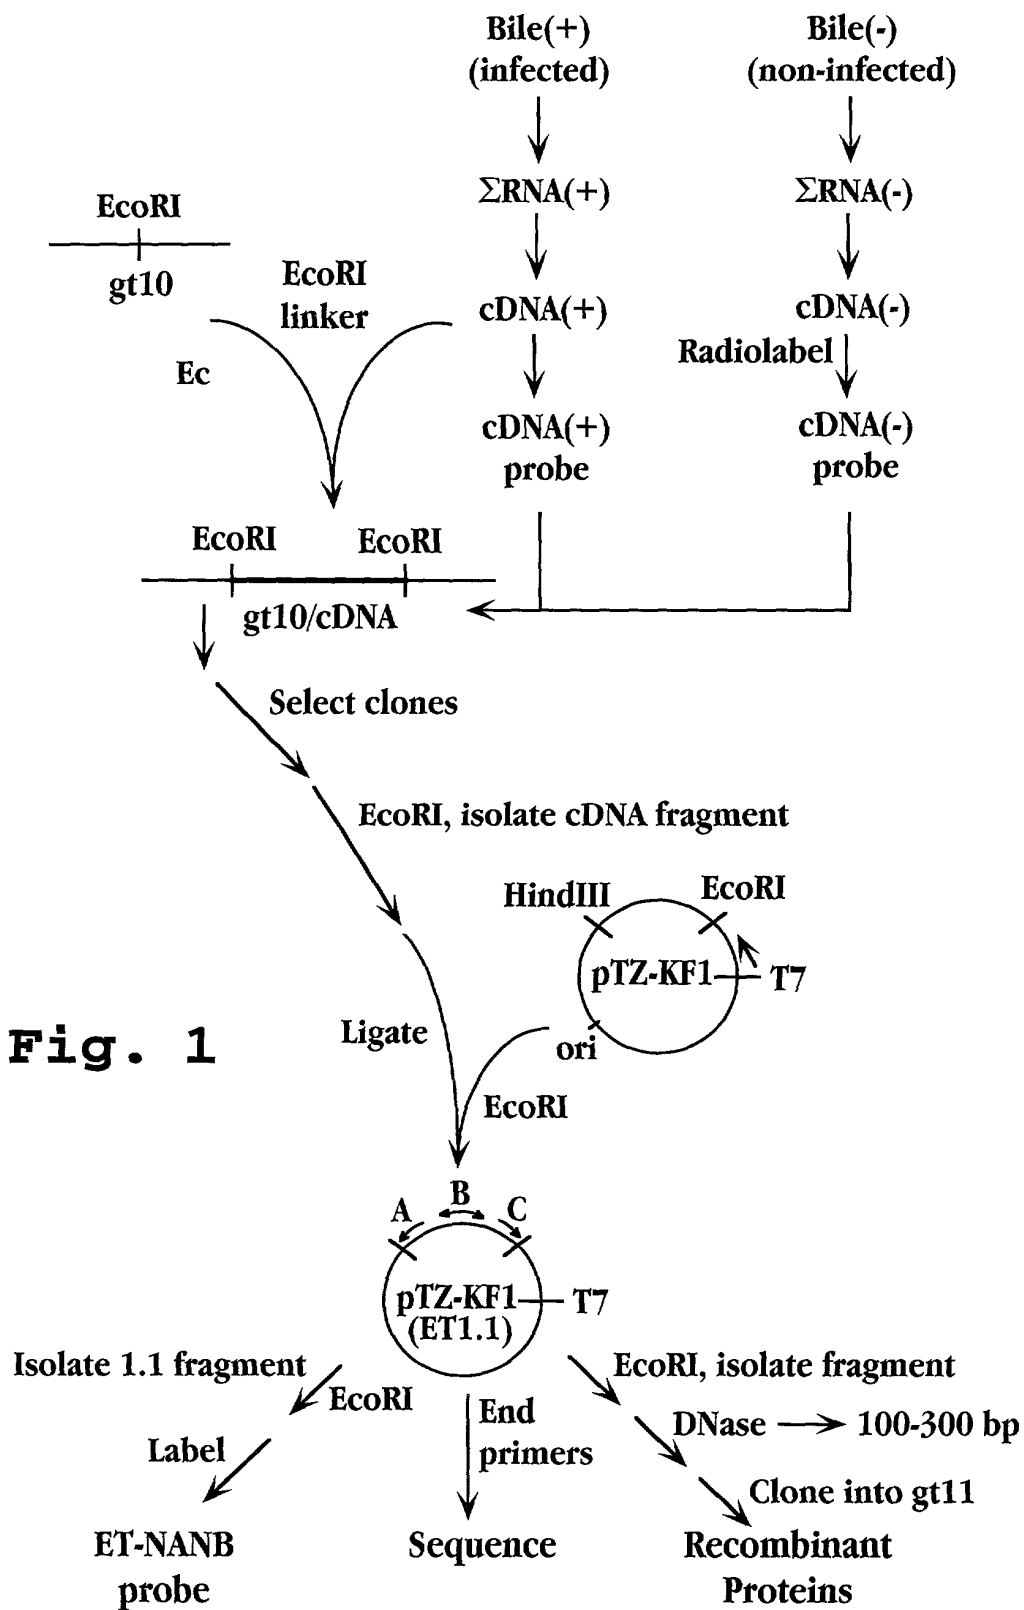 Bile(+)
(infected)
Bile(-)
(non-infected)
ΣRNA(+)
ΣRNA(-)
EcoRI
gt10
EcoRI
linker
cDNA(+)
cDNA(-)
Radiolabel
Ec
cDNA(+)
probe
cDNA(-)
probe
EcoRI
EcoRI
gt10/cDNA
Select clones
EcoRI, isolate cDNA fragment
HindIII
EcoRI
pTZ-KF1
T7
ori
Ligate
Fig. 1
EcoRI
A
B
C
pTZ-KF1
(ET1.1)
T7
Isolate 1.1 fragment
EcoRI
Label
ET-NANB
probe
End
primers
Sequence
EcoRI, isolate fragment
DNase
100-300 bp
Clone into gt11
Recombinant
Proteins